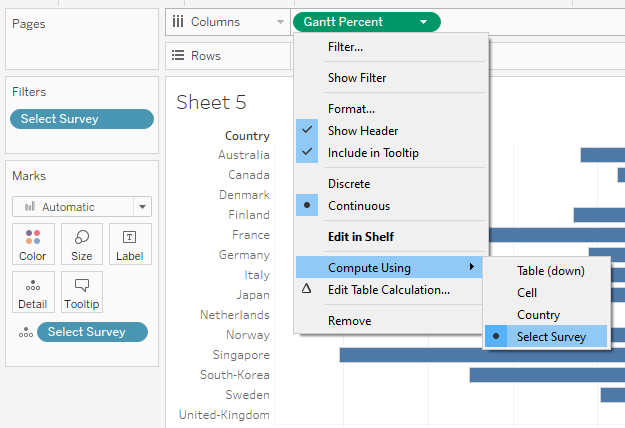 Pages
Columns
Gantt Percent
Rows
Filters
Select Survey
Marks
Automatic
Color
Size
Label
Detail
Tooltip
Select Survey
Sheet 5
Country
Australia
Canada
Denmark
Finland
France
Germany
Italy
Japan
Netherlands
Norway
Singapore
South-Korea
Sweden
United-Kingdom
Filter...
Show Filter
Format...
Show Header
Include in Tooltip
Discrete
Continuous
Edit in Shelf
Compute Using
Edit Table Calculation...
Remove
Table (down)
Cell
Country
Select Survey